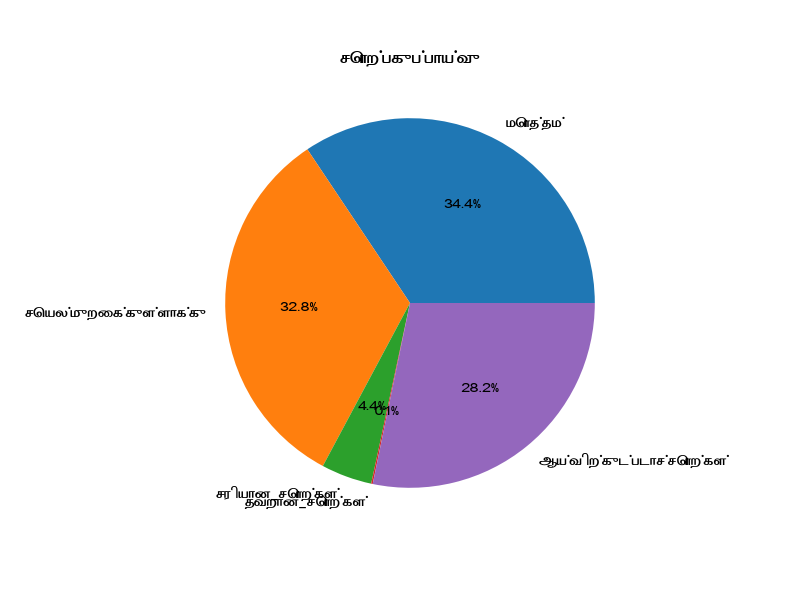 சொற்பகுப்பாய்வு
மொத்தம்
34.4%
32.8%
செயல்முறைக்குள்ளாக்கு
28.2%
4.4%
0.1%
ஆய்விற்குட்படாச்சொற்கள்
சரியான_சொற்கள்
தவறான_சொற்கள்